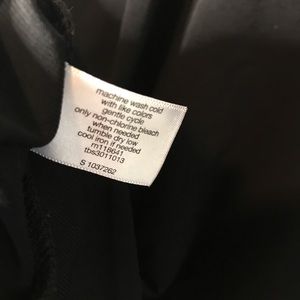 machine wash cold
with like colors
gentle cycle
only non-chlorine bleach
when needed
tumble dry low
cool iron if needed
rn118641
tbs3011013
S 1037262